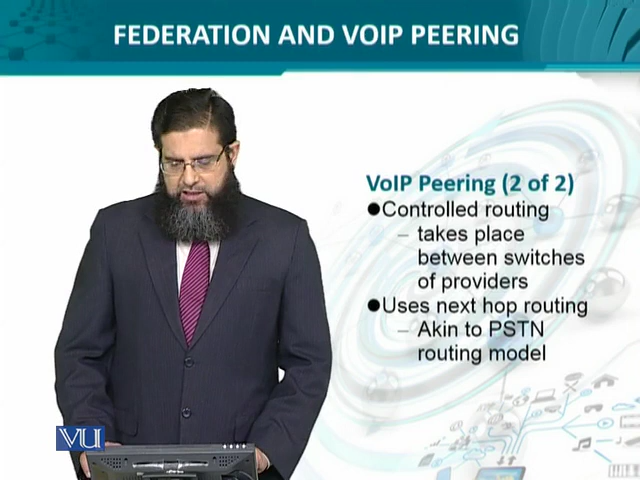 FEDERATION AND VOIP PEERING
VoIP Peering (2 of 2)
●Controlled routing
– takes place
between switches
of providers
●Uses next hop routing
– Akin to PSTN
routing model
VU